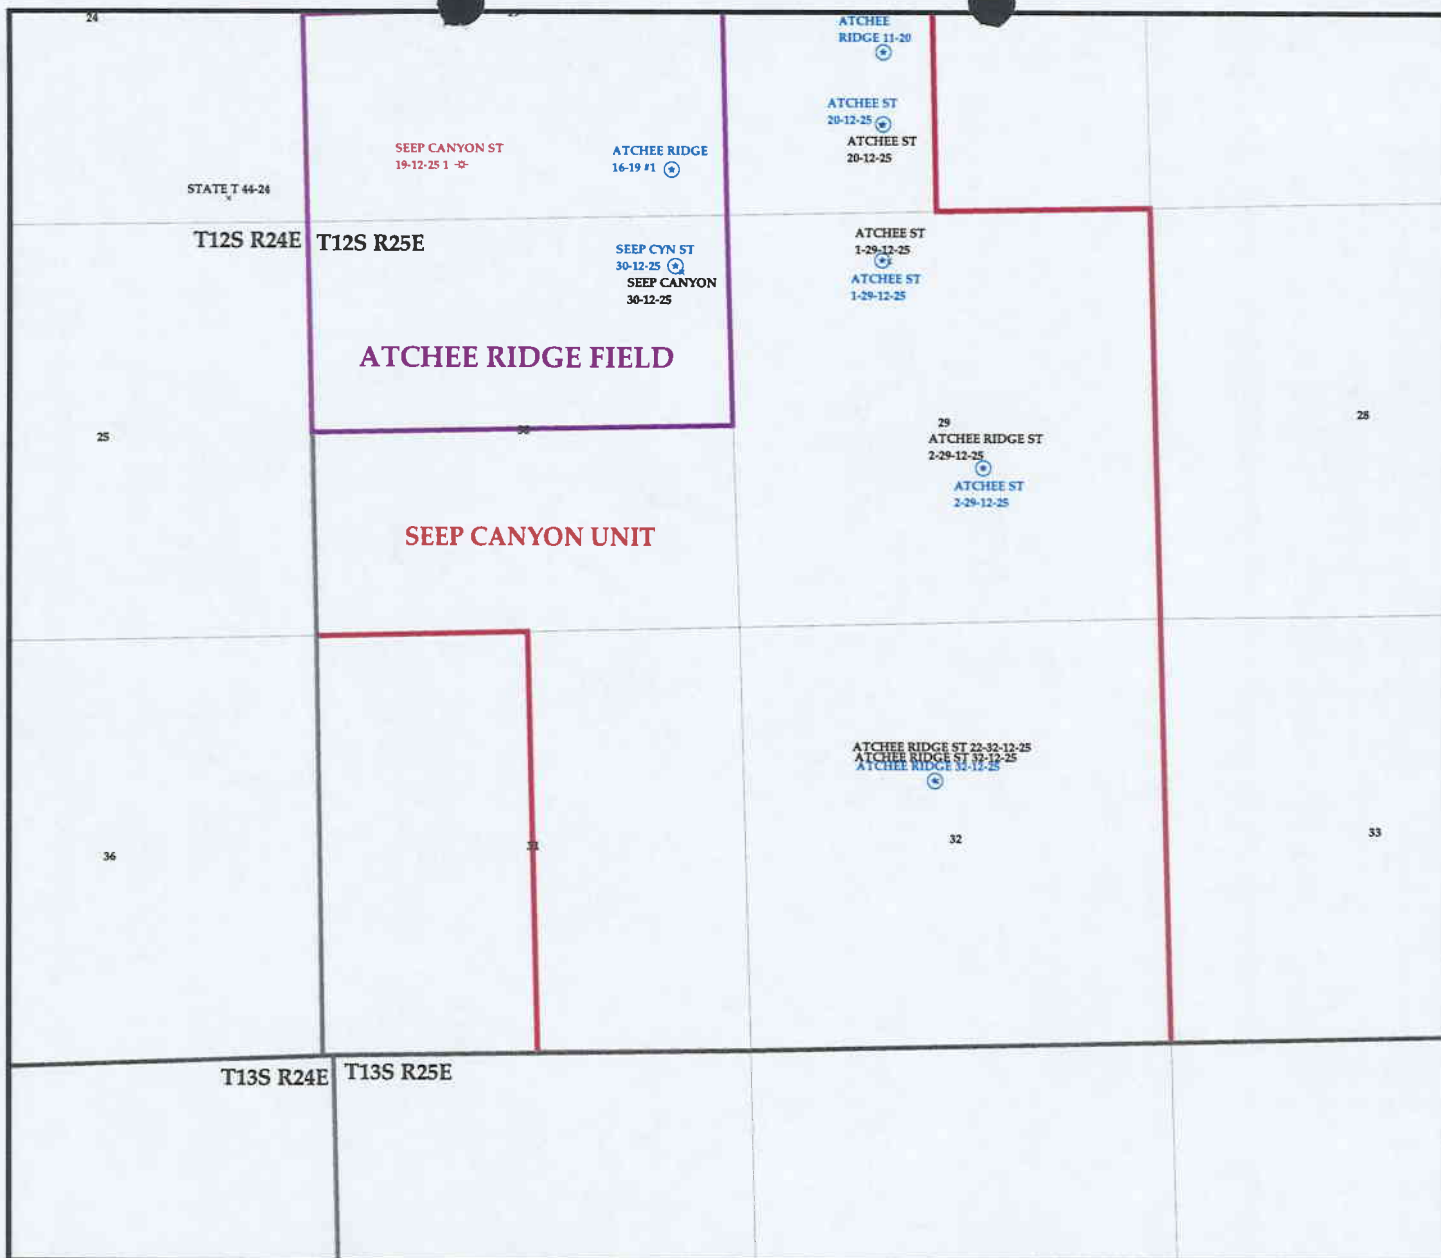 24
ATCHEE
RIDGE 11-20
ATCHEE ST
20-12-25
ATCHEE ST
20-12-25
SEEP CANYON ST
19-12-25 1
ATCHEE RIDGE
16-19 #1
STATE T 44-24
T12S R24E
T12S R25E
SEEP CYN ST
30-12-25
SEEP CANYON
30-12-25
ATCHEE ST
1-29-12-25
ATCHEE ST
1-29-12-25
ATCHEE RIDGE FIELD
25
30
29
ATCHEE RIDGE ST
2-29-12-25
ATCHEE ST
2-29-12-25
28
SEEP CANYON UNIT
ATCHEE RIDGE ST 22-32-12-25
ATCHEE RIDGE ST 32-12-25
ATCHEE RIDGE 32-12-25
36
31
32
33
T13S R24E
T13S R25E